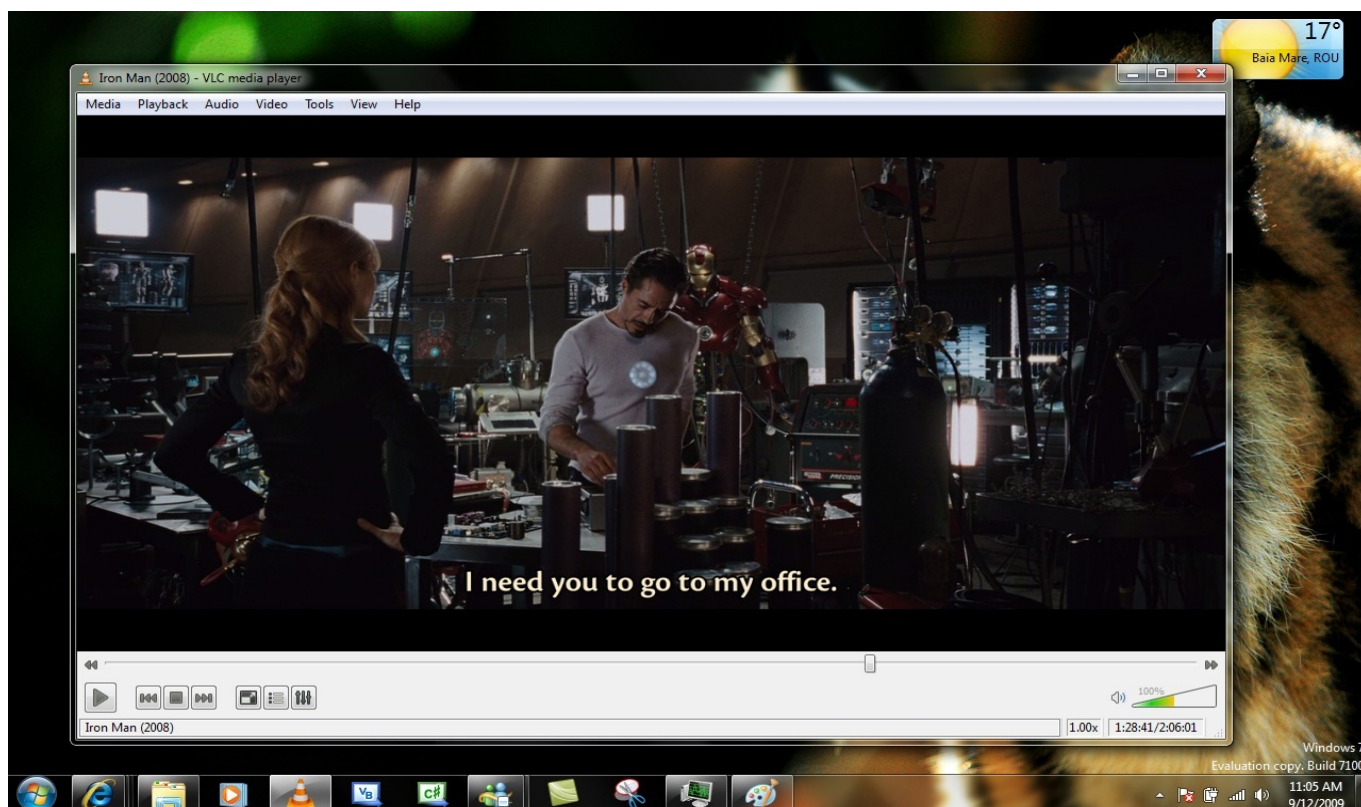 17°
Baia Mare, ROU
Iron Man (2008) - VLC media player
Media Playback Audio Video Tools View Help
PRECISION
I need you to go to my office.
100%
Iron Man (2008)
1.00x 1:28:41/2:06:01
Windows 7
Evaluation copy. Build 7100
VB
C#
11:05 AM
9/12/2009